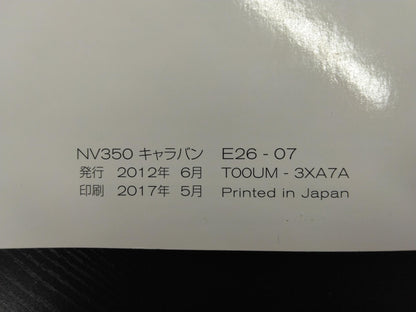 NV350 キャラバン E26 - 07
発行 2012年 6月 T00UM - 3XA7A
印刷 2017年 5月 Printed in Japan